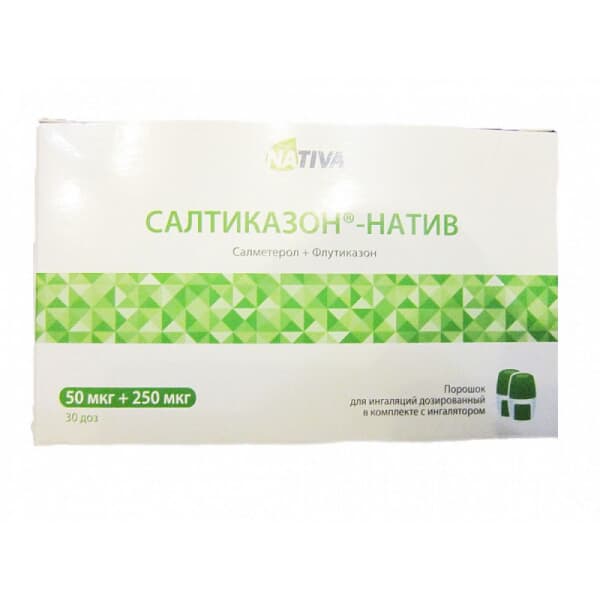 NATIVA
САЛТИКАЗОН®-НАТИВ
Салметерол + Флутиказон
50 мкг + 250 мкг
30 доз
Порошок
для ингаляций дозированный
в комплекте с ингалятором